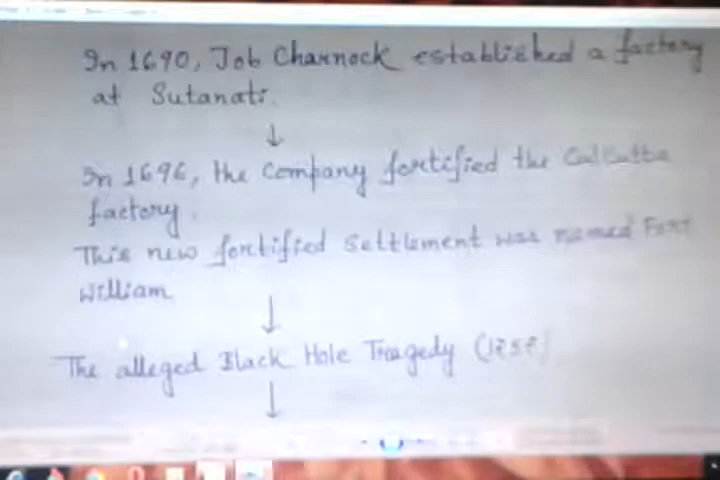 In 1690, Job Charnock established a factory
at Sutanati.
↓
In 1696, the Company fortified the Calcutta
factory.
This new fortified settlement was named Fort
William
↓
The alleged Black Hole Tragedy
↓